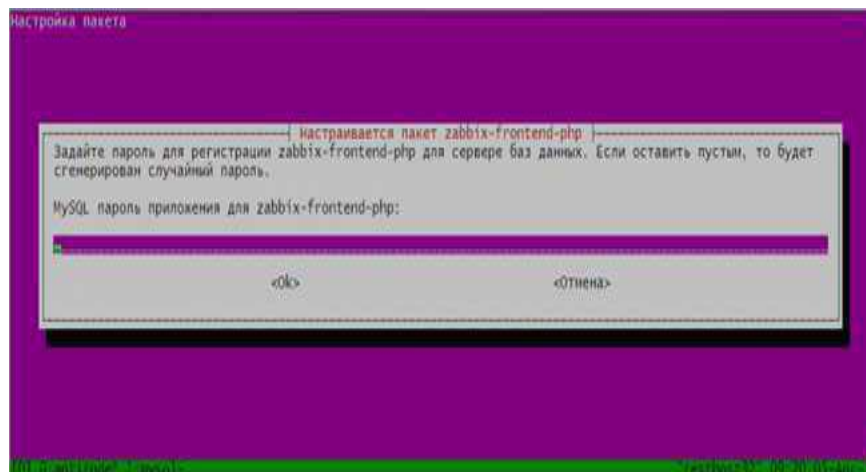 Настройка пакета
Настраивается пакет zabbix-frontend-php
Задайте пароль для регистрации zabbix-frontend-php для сервере баз данных. Если оставить пустым, то будет
сгенерирован случайный пароль.
MySQL пароль приложения для zabbix-frontend-php:
<Ok> <Отмена>